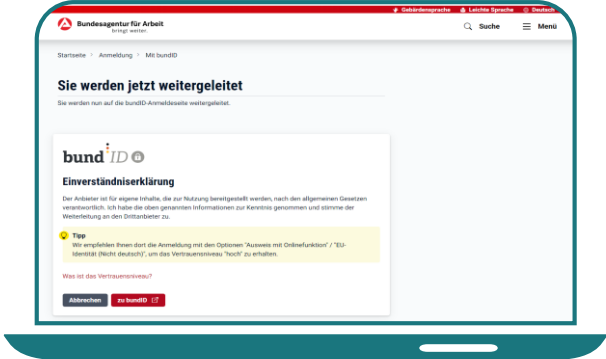 Gebärdensprache Leichte Sprache Deutsch
Bundesagentur für Arbeit
bringt weiter.
Suche Menü
Startseite Anmeldung Mit bundID
Sie werden jetzt weitergeleitet
Sie werden nun auf die bundID-Anmeldeseite weitergeleitet.
bund ID
Einverständniserklärung
Der Anbieter ist für eigene Inhalte, die zur Nutzung bereitgestellt werden, nach den allgemeinen Gesetzen
verantwortlich. Ich habe die oben genannten Informationen zur Kenntnis genommen und stimme der
Weiterleitung an den Drittanbieter zu.
Tipp
Wir empfehlen Ihnen dort die Anmeldung mit den Optionen "Ausweis mit Onlinefunktion" / "EU-
Identität (Nicht deutsch)", um das Vertrauensniveau "hoch" zu erhalten.
Was ist das Vertrauensniveau?
Abbrechen zu bundID